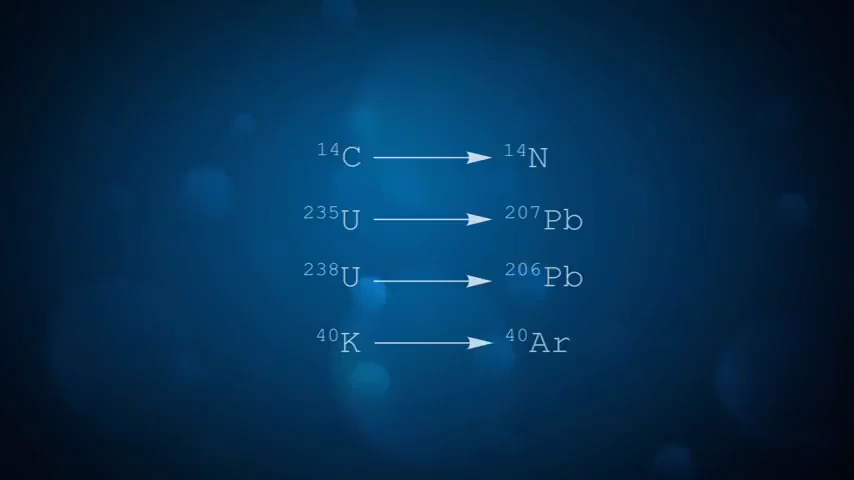 ¹⁴C ⟶ ¹⁴N
²³⁵U ⟶ ²⁰⁷Pb
²³⁸U ⟶ ²⁰⁶Pb
⁴⁰K ⟶ ⁴⁰Ar